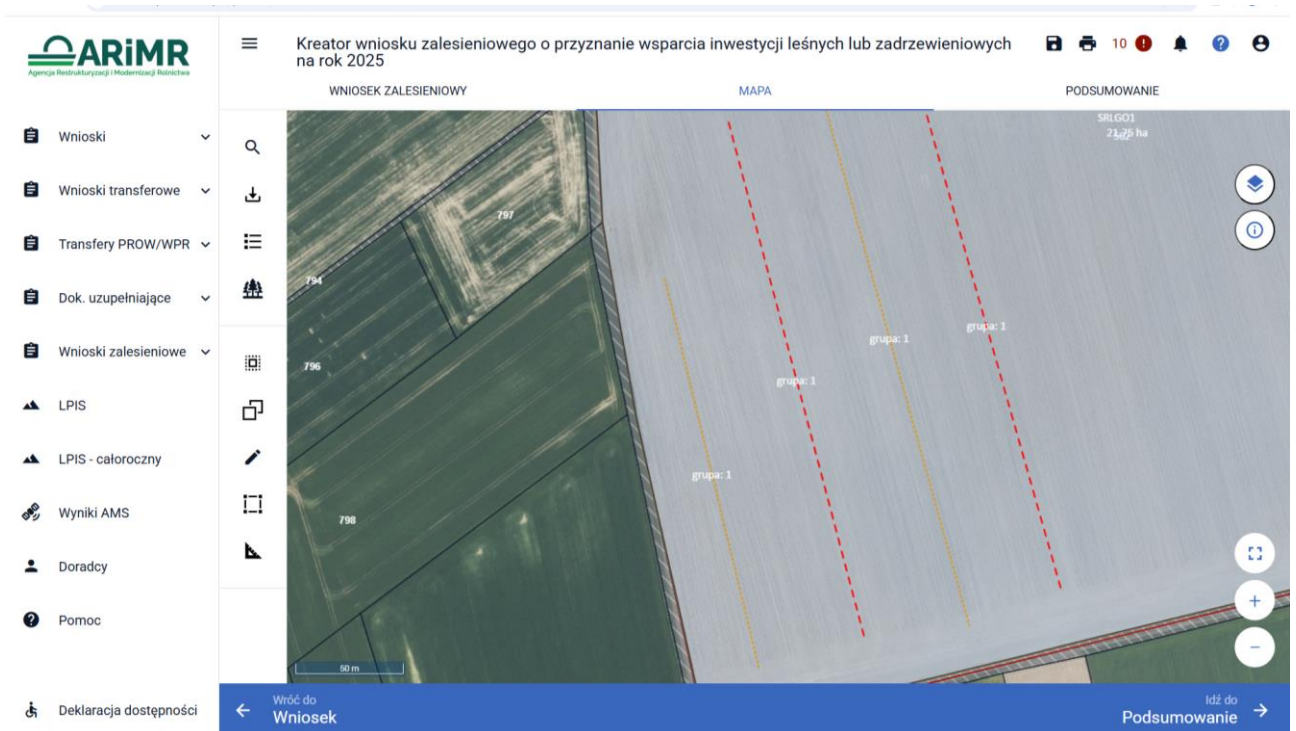 ARiMR
Agencja Restrukturyzacji i Modernizacji Rolnictwa
Kreator wniosku zalesieniowego o przyznanie wsparcia inwestycji leśnych lub zadrzewieniowych
na rok 2025
10
WNIOSEK ZALESIENIOWY
MAPA
PODSUMOWANIE
Wnioski
Wnioski transferowe
Transfery PROW/WPR
Dok. uzupełniające
Wnioski zalesieniowe
LPIS
LPIS - całoroczny
Wyniki AMS
Doradcy
Pomoc
Deklaracja dostępności
SRLGO1
ha
797
794
796
798
grupa: 1
grupa: 1
grupa: 1
grupa: 1
50 m
Wróć do
Wniosek
Idź do
Podsumowanie